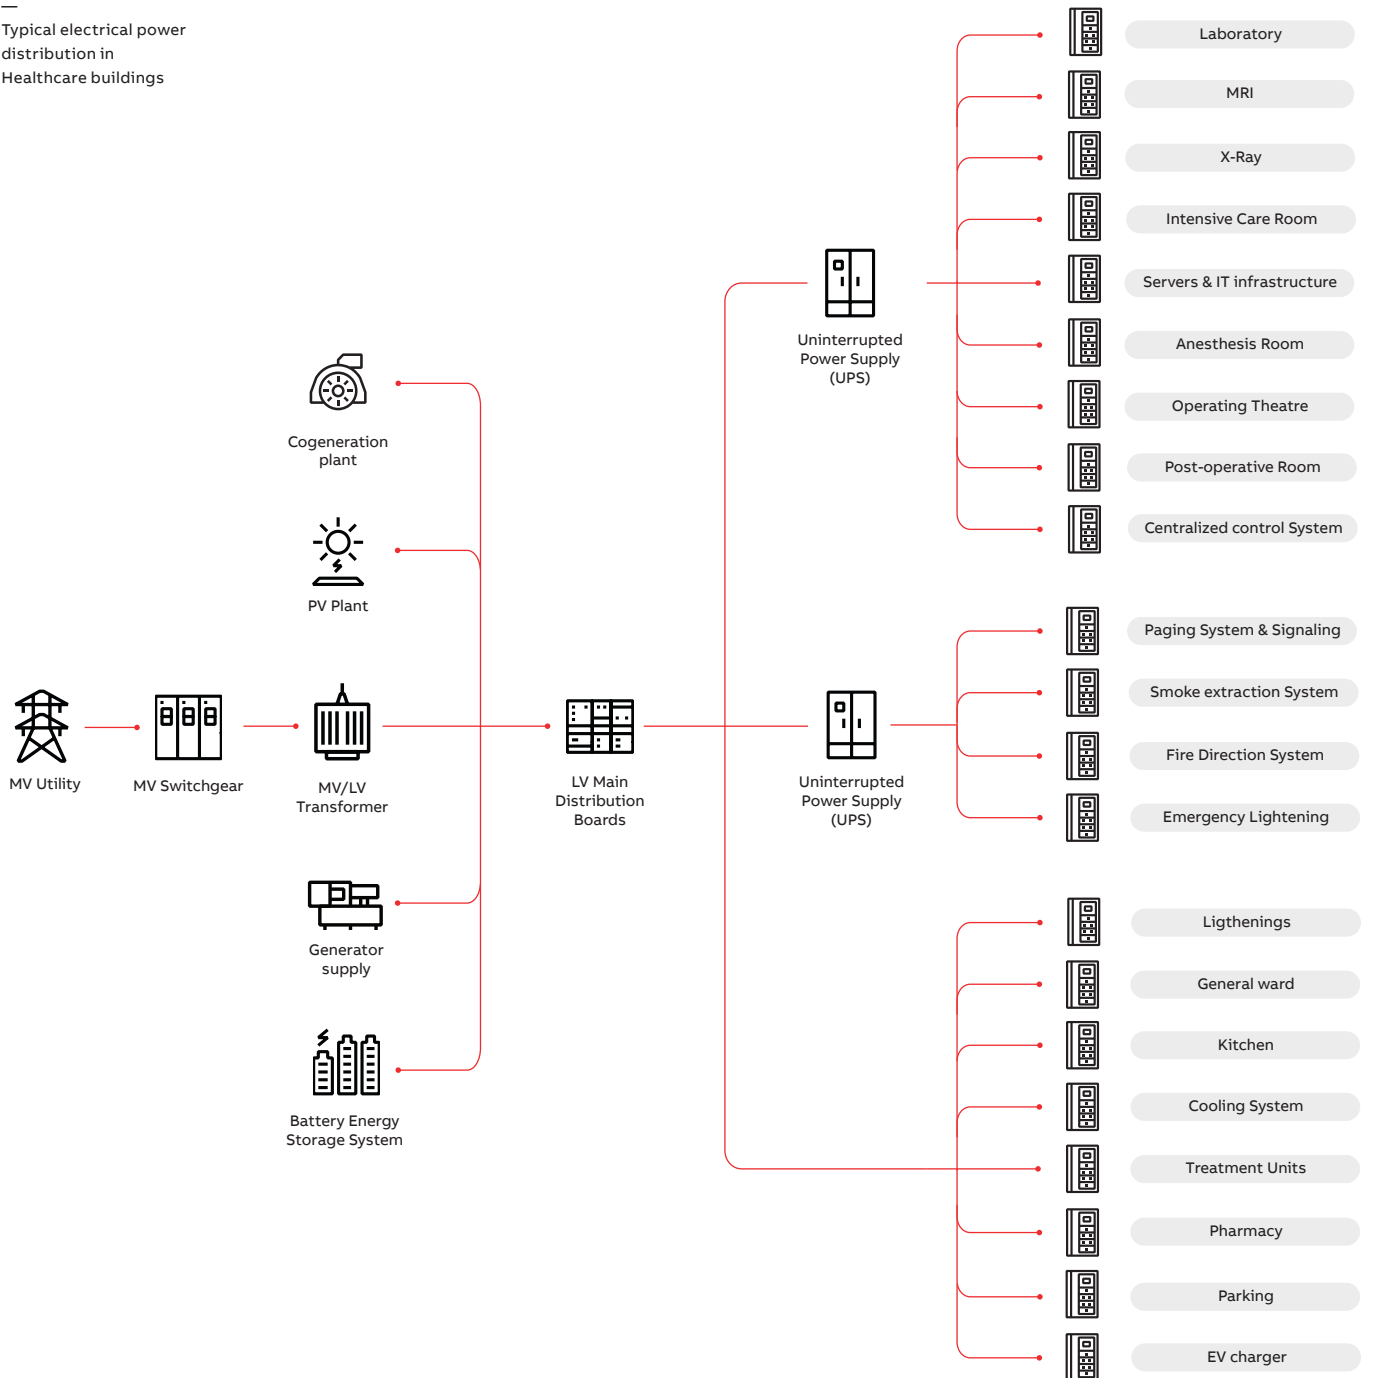 Typical electrical power
distribution in
Healthcare buildings
Laboratory
MRI
X-Ray
Intensive Care Room
Servers & IT infrastructure
Anesthesis Room
Operating Theatre
Post-operative Room
Centralized control System
Uninterrupted
Power Supply
(UPS)
Cogeneration
plant
PV Plant
MV Utility
MV Switchgear
MV/LV
Transformer
LV Main
Distribution
Boards
Uninterrupted
Power Supply
(UPS)
Paging System & Signaling
Smoke extraction System
Fire Direction System
Emergency Lightening
Generator
supply
Battery Energy
Storage System
Ligthenings
General ward
Kitchen
Cooling System
Treatment Units
Pharmacy
Parking
EV charger